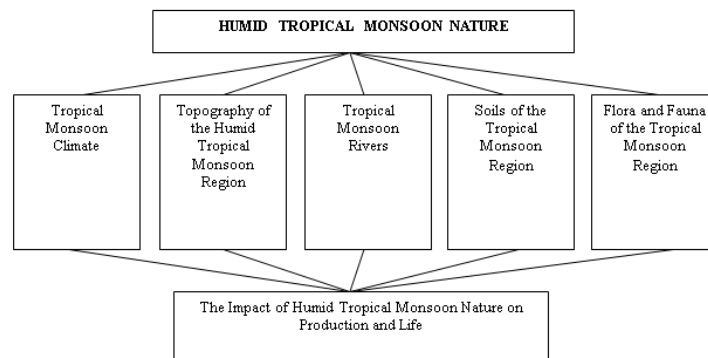 HUMID TROPICAL MONSOON NATURE
Tropical
Monsoon
Climate
Topography of
the Humid
Tropical
Monsoon
Region
Tropical
Monsoon
Rivers
Soils of the
Tropical
Monsoon
Region
Flora and Fauna
of the Tropical
Monsoon
Region
The Impact of Humid Tropical Monsoon Nature on
Production and Life